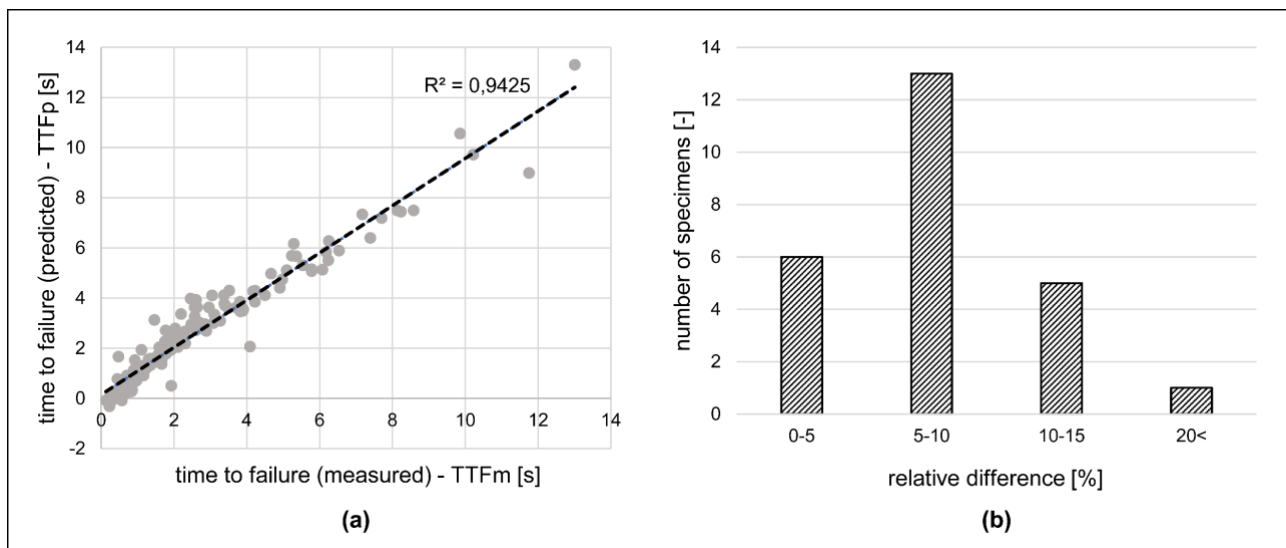 14
12
10
8
6
4
2
0
-2
0 2 4 6 8 10 12 14
R² = 0,9425
time to failure (predicted) - TTFp [s]
time to failure (measured) - TTFm [s]
(a)
14
12
10
8
6
4
2
0
0-5 5-10 10-15 20<
number of specimens [-]
relative difference [%]
(b)